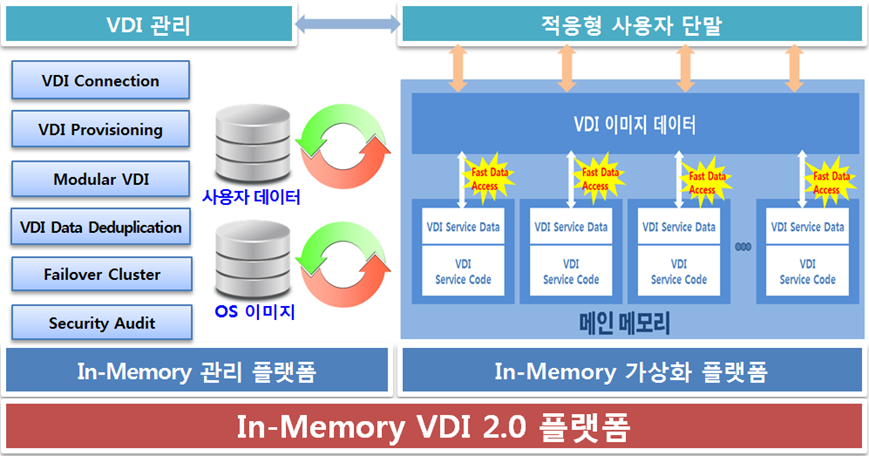 VDI 관리
적응형 사용자 단말
VDI Connection
VDI Provisioning
Modular VDI
VDI Data Deduplication
Failover Cluster
Security Audit
사용자 데이터
OS 이미지
VDI 이미지 데이터
Fast Data
Access
Fast Data
Access
Fast Data
Access
Fast Data
Access
VDI Service Data
VDI
Service Code
VDI Service Data
VDI
Service Code
VDI Service Data
VDI
Service Code
VDI Service Data
VDI
Service Code
메인 메모리
In-Memory 관리 플랫폼
In-Memory 가상화 플랫폼
In-Memory VDI 2.0 플랫폼